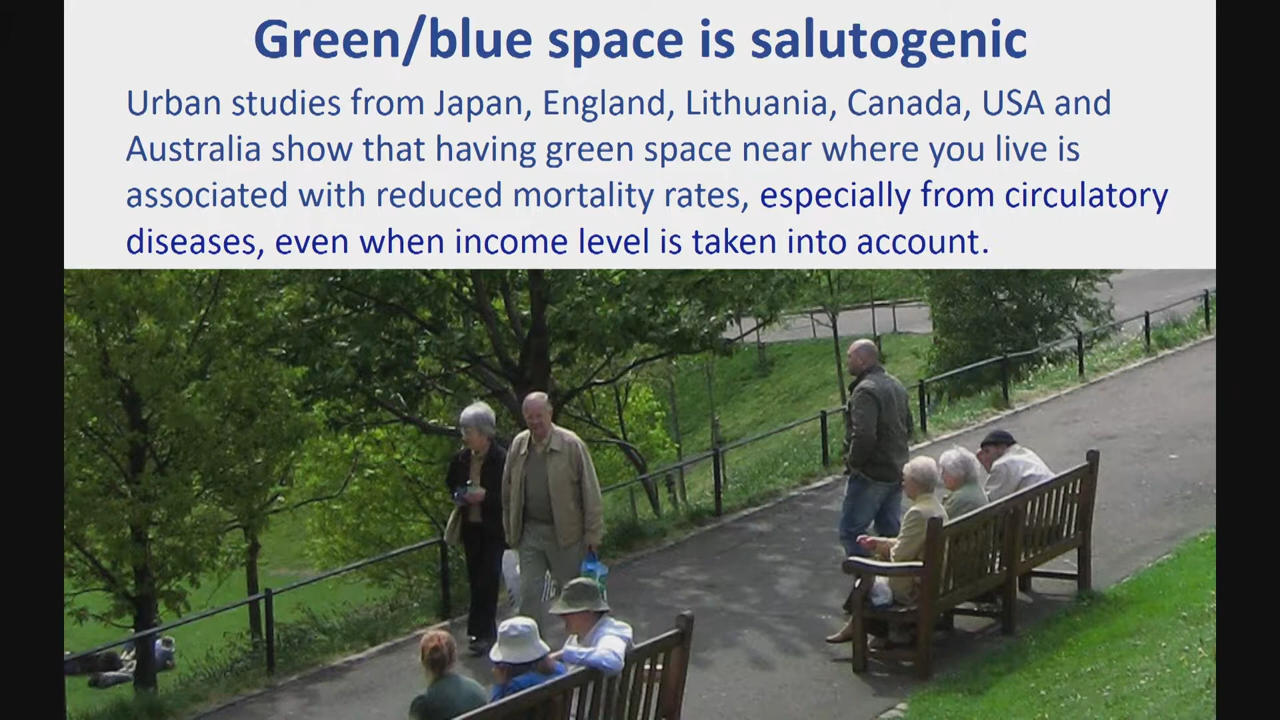 Green/blue space is salutogenic
Urban studies from Japan, England, Lithuania, Canada, USA and
Australia show that having green space near where you live is
associated with reduced mortality rates, especially from circulatory
diseases, even when income level is taken into account.